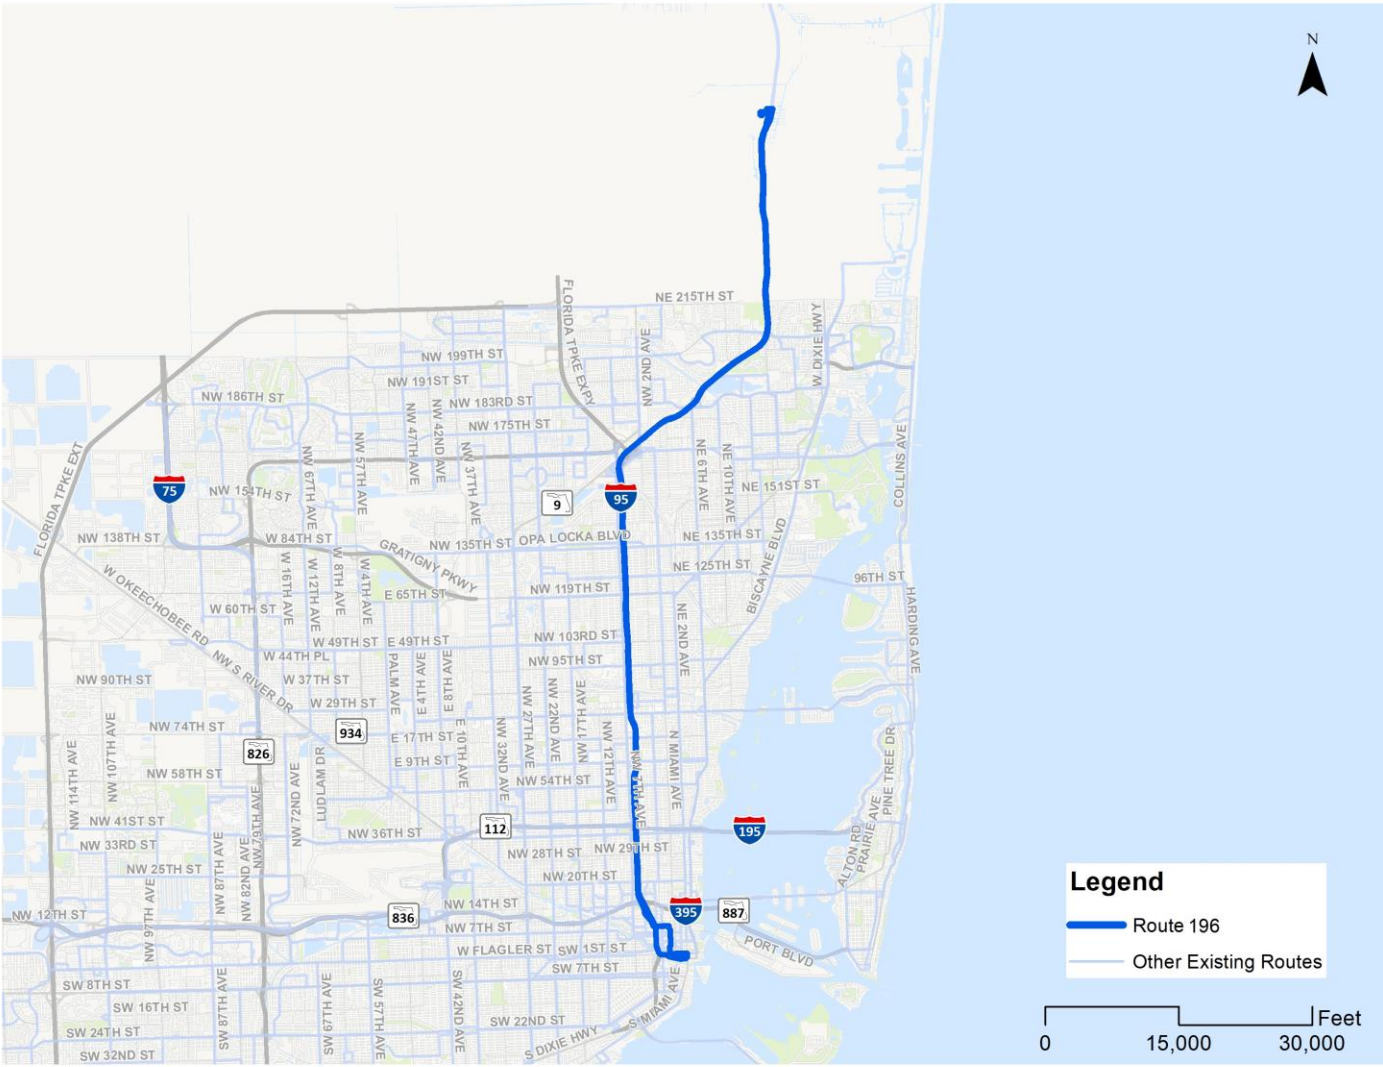 N
NE 215TH ST
FLORIDA TPKE EXPY
NW 2ND AVE
W DIXIE HWY
NW 199TH ST
NW 191ST ST
NW 186TH ST
NW 183RD ST
NW 175TH ST
NW 47TH AVE
NW 42ND AVE
NW 57TH AVE
NW 67TH AVE
NW 37TH AVE
NE 6TH AVE
NE 10TH AVE
COLLINS AVE
FLORIDA TPKE EXT
75
NW 154TH ST
9
95
NE 151ST ST
NW 138TH ST
W 84TH ST
GRATIGNY PKWY
NW 135TH ST
OPA LOCKA BLVD
NE 135TH ST
BISCAYNE BLVD
W OKEECHOBEE RD
W 16TH AVE
W 12TH AVE
W 8TH AVE
W 4TH AVE
E 65TH ST
NW 119TH ST
NE 125TH ST
96TH ST
HARDING AVE
W 60TH ST
NE 2ND AVE
W 49TH ST
E 49TH ST
NW 103RD ST
W 44TH PL
NW 95TH ST
NW S RIVER DR
W 37TH ST
PALM AVE
E 4TH AVE
E 8TH AVE
NW 90TH ST
W 29TH ST
NW 27TH AVE
NW 22ND AVE
NW 17TH AVE
NW 74TH ST
934
E 17TH ST
E 10TH AVE
NW 32ND AVE
NW 12TH AVE
NW 7TH AVE
N MIAMI AVE
NW 114TH AVE
NW 107TH AVE
826
LUDLAM DR
E 9TH ST
NW 58TH ST
NW 54TH ST
PINE TREE DR
NW 72ND AVE
NW 79TH AVE
NW 41ST ST
NW 36TH ST
112
195
ALTON RD
PRAIRIE AVE
NW 33RD ST
NW 28TH ST
NW 29TH ST
NW 25TH ST
NW 20TH ST
NW 87TH AVE
NW 82ND AVE
NW 97TH AVE
NW 12TH ST
836
NW 14TH ST
395
887
NW 7TH ST
PORT BLVD
W FLAGLER ST
SW 1ST ST
SW 7TH ST
SW 8TH ST
S MIAMI AVE
SW 16TH ST
SW 87TH AVE
SW 67TH AVE
SW 57TH AVE
SW 42ND AVE
SW 22ND ST
SW 24TH ST
S DIXIE HWY
SW 32ND ST
Legend
Route 196
Other Existing Routes
Feet
0
15,000
30,000